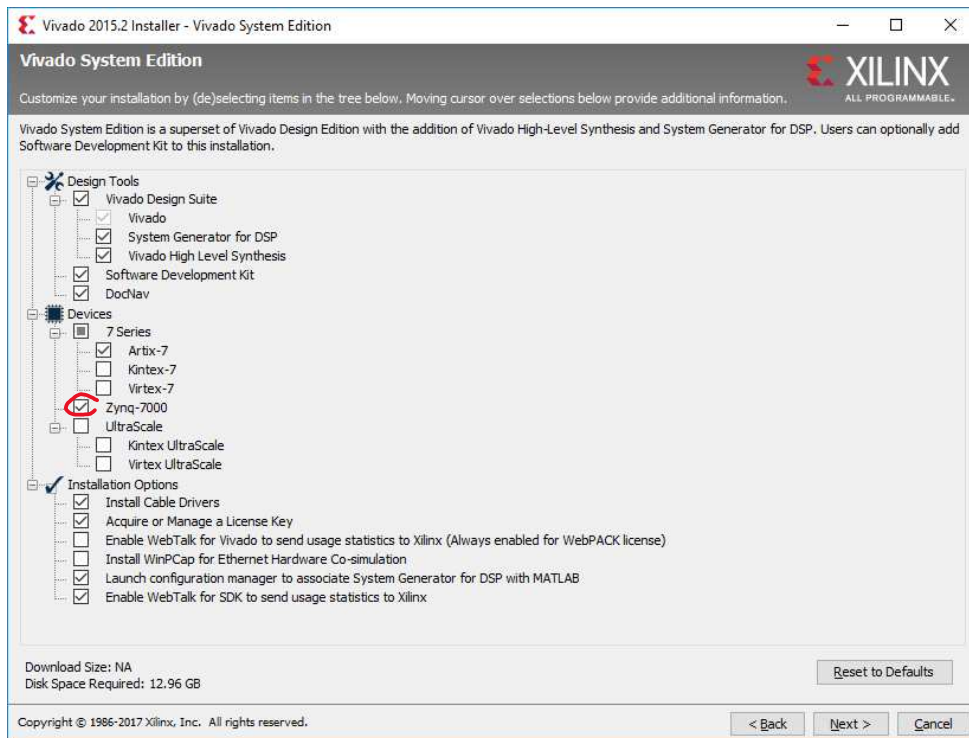 Vivado 2015.2 Installer - Vivado System Edition
Vivado System Edition
XILINX
ALL PROGRAMMABLE.
Customize your installation by (de)selecting items in the tree below. Moving cursor over selections below provide additional information.
Vivado System Edition is a superset of Vivado Design Edition with the addition of Vivado High-Level Synthesis and System Generator for DSP. Users can optionally add
Software Development Kit to this installation.
Design Tools
Vivado Design Suite
Vivado
System Generator for DSP
Vivado High Level Synthesis
Software Development Kit
DocNav
Devices
7 Series
Artix-7
Kintex-7
Virtex-7
Zynq-7000
UltraScale
Kintex UltraScale
Virtex UltraScale
Installation Options
Install Cable Drivers
Acquire or Manage a License Key
Enable WebTalk for Vivado to send usage statistics to Xilinx (Always enabled for WebPACK license)
Install WinPCap for Ethernet Hardware Co-simulation
Launch configuration manager to associate System Generator for DSP with MATLAB
Enable WebTalk for SDK to send usage statistics to Xilinx
Download Size: NA
Disk Space Required: 12.96 GB
Reset to Defaults
Copyright © 1986-2017 Xilinx, Inc. All rights reserved.
< Back
Next >
Cancel